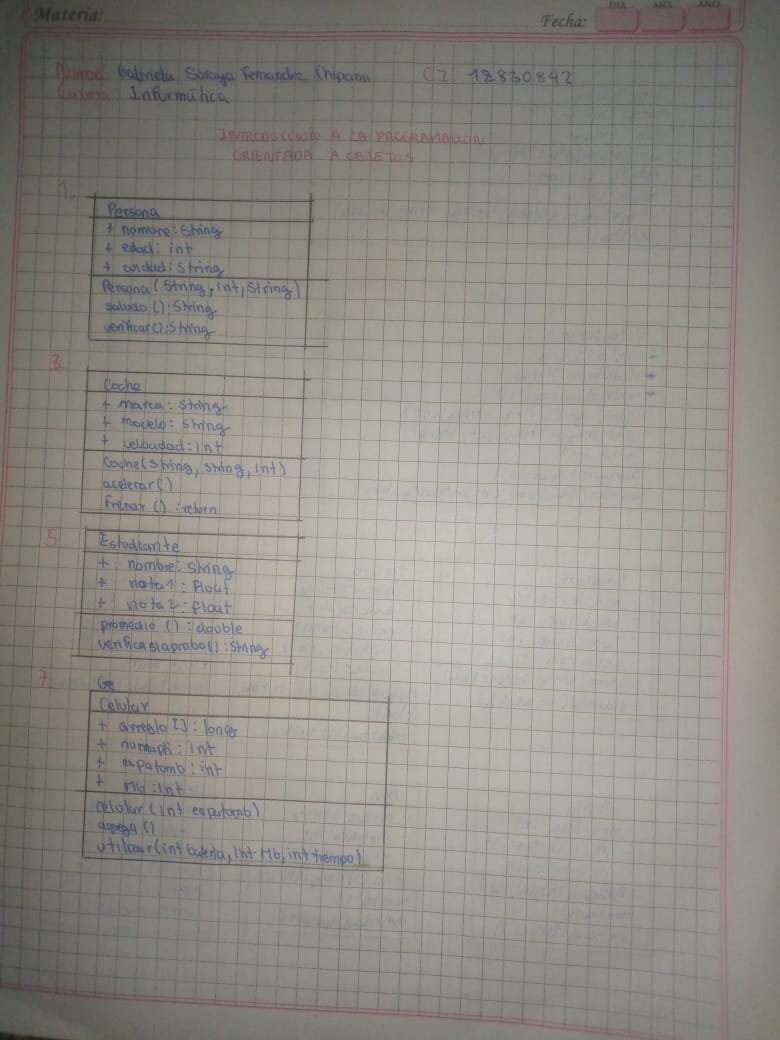 Materia:
Fecha:
DIA MES AÑO
Nombre Gabriela Soraya Fernandez Chipana CI. 12830842
Carrera Informática
INTRODUCCION A LA PROGRAMACION
ORIENTADA A OBJETOS
1.
Persona
+ nombre: String
+ edad: int
+ ciudad: String
Persona (String, int, String)
saludo (): String
verificar(): String
3.
Coche
+ marca: String
+ modelo: String
+ velocidad: int
Coche(String, String, int)
acelerar()
frenar () : return
5.
Estudiante
+ nombre: String
+ nota1: float
+ nota2: float
promedio () : double
verificasiaprobo(): String
7.
Ce
Celular
+ arreglo []: long
+ numapli: int
+ espatomb: int
+ Mb: int
celular (int espatomb)
agrega ()
utilizar (int bateria, int Mb, int tiempo)